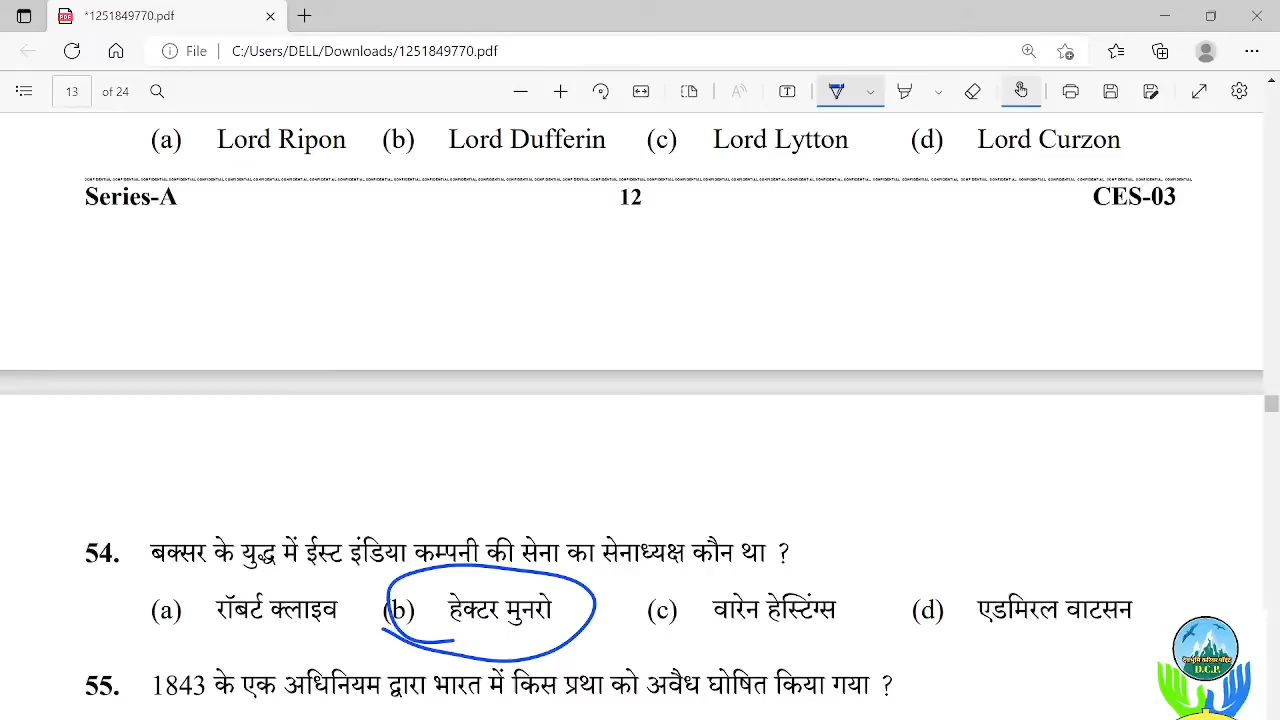 *1251849770.pdf
File C:/Users/DELL/Downloads/1251849770.pdf
13 of 24
(a) Lord Ripon (b) Lord Dufferin (c) Lord Lytton (d) Lord Curzon
Series-A 12 CES-03
54. बक्सर के युद्ध में ईस्ट इंडिया कम्पनी की सेना का सेनाध्यक्ष कौन था ?
(a) रॉबर्ट क्लाइव (b) हेक्टर मुनरो (c) वारेन हेस्टिंग्स (d) एडमिरल वाटसन
55. 1843 के एक अधिनियम द्वारा भारत में किस प्रथा को अवैध घोषित किया गया ?
D.C.P.